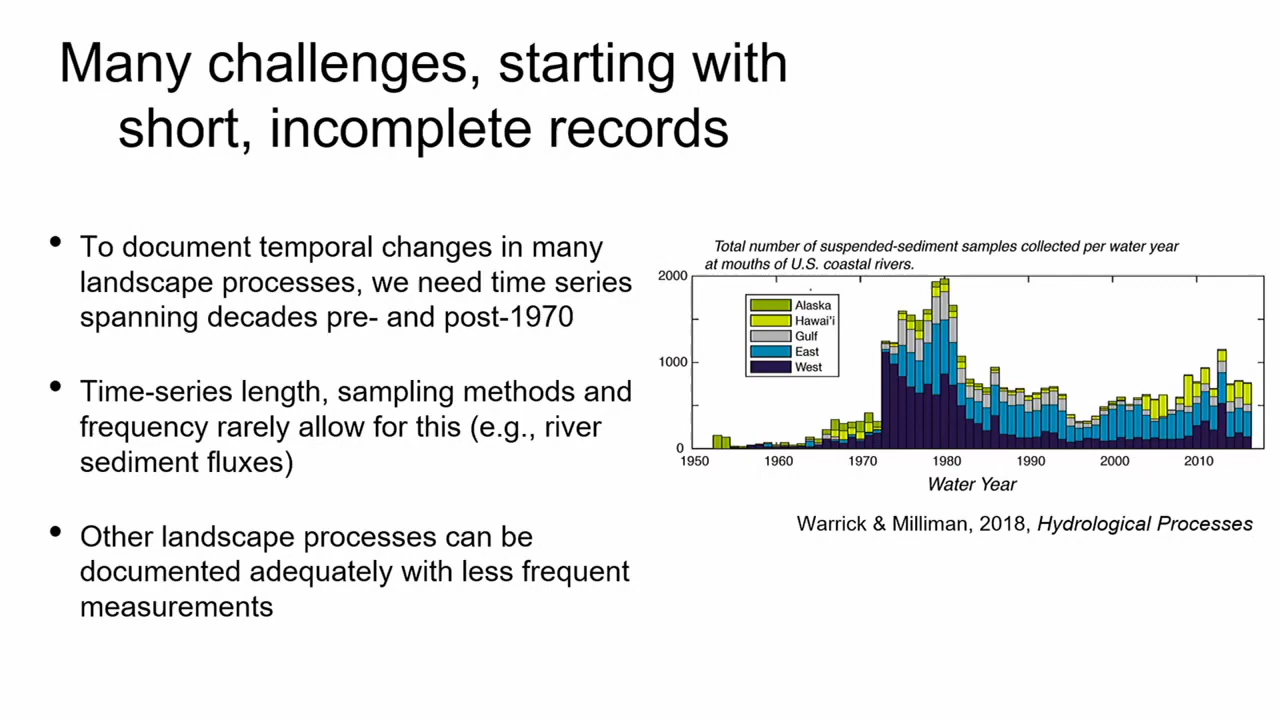 Many challenges, starting with
short, incomplete records
• To document temporal changes in many
landscape processes, we need time series
spanning decades pre- and post-1970
• Time-series length, sampling methods and
frequency rarely allow for this (e.g., river
sediment fluxes)
• Other landscape processes can be
documented adequately with less frequent
measurements
Total number of suspended-sediment samples collected per water year
at mouths of U.S. coastal rivers.
2000
1000
0
Alaska
Hawai'i
Gulf
East
West
1950 1960 1970 1980 1990 2000 2010
Water Year
Warrick & Milliman, 2018, Hydrological Processes